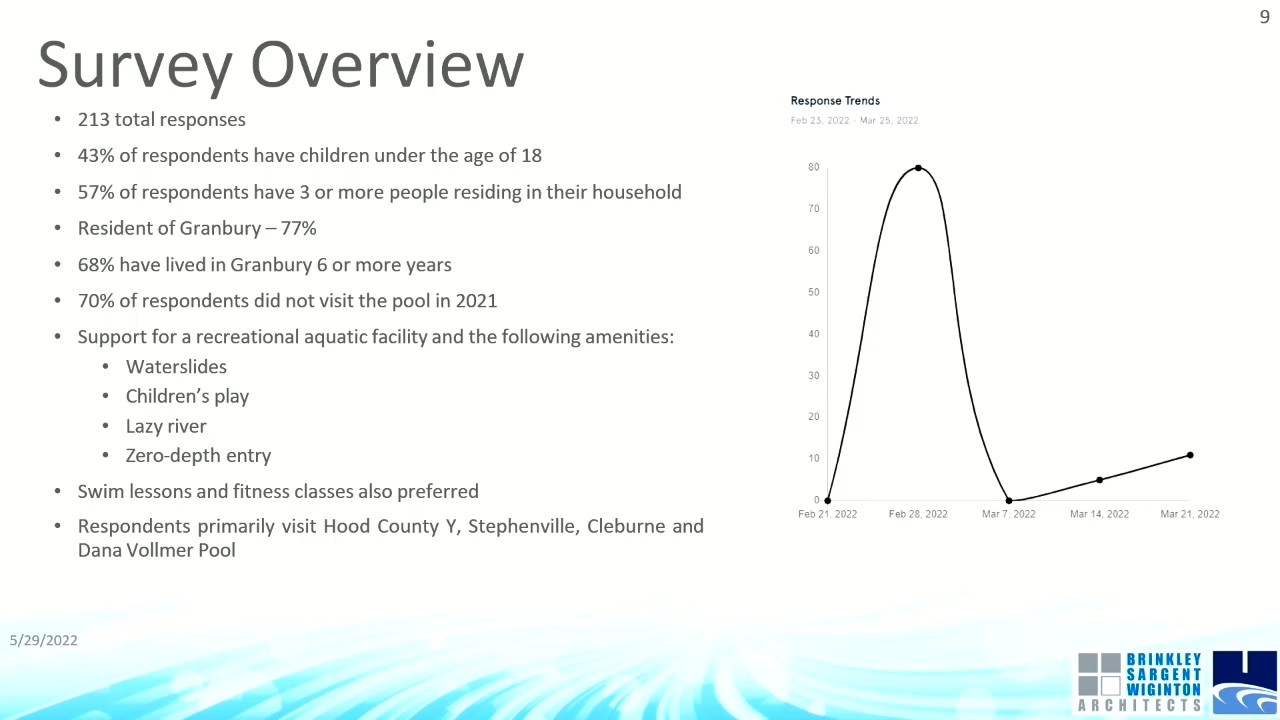 9
Survey Overview
• 213 total responses
• 43% of respondents have children under the age of 18
• 57% of respondents have 3 or more people residing in their household
• Resident of Granbury – 77%
• 68% have lived in Granbury 6 or more years
• 70% of respondents did not visit the pool in 2021
• Support for a recreational aquatic facility and the following amenities:
• Waterslides
• Children’s play
• Lazy river
• Zero-depth entry
• Swim lessons and fitness classes also preferred
• Respondents primarily visit Hood County Y, Stephenville, Cleburne and
Dana Vollmer Pool
Response Trends
Feb 23, 2022 - Mar 25, 2022
80
70
60
50
40
30
20
10
0
Feb 21, 2022 Feb 28, 2022 Mar 7, 2022 Mar 14, 2022 Mar 21, 2022
5/29/2022
BRINKLEY
SARGENT
WIGINTON
ARCHITECTS